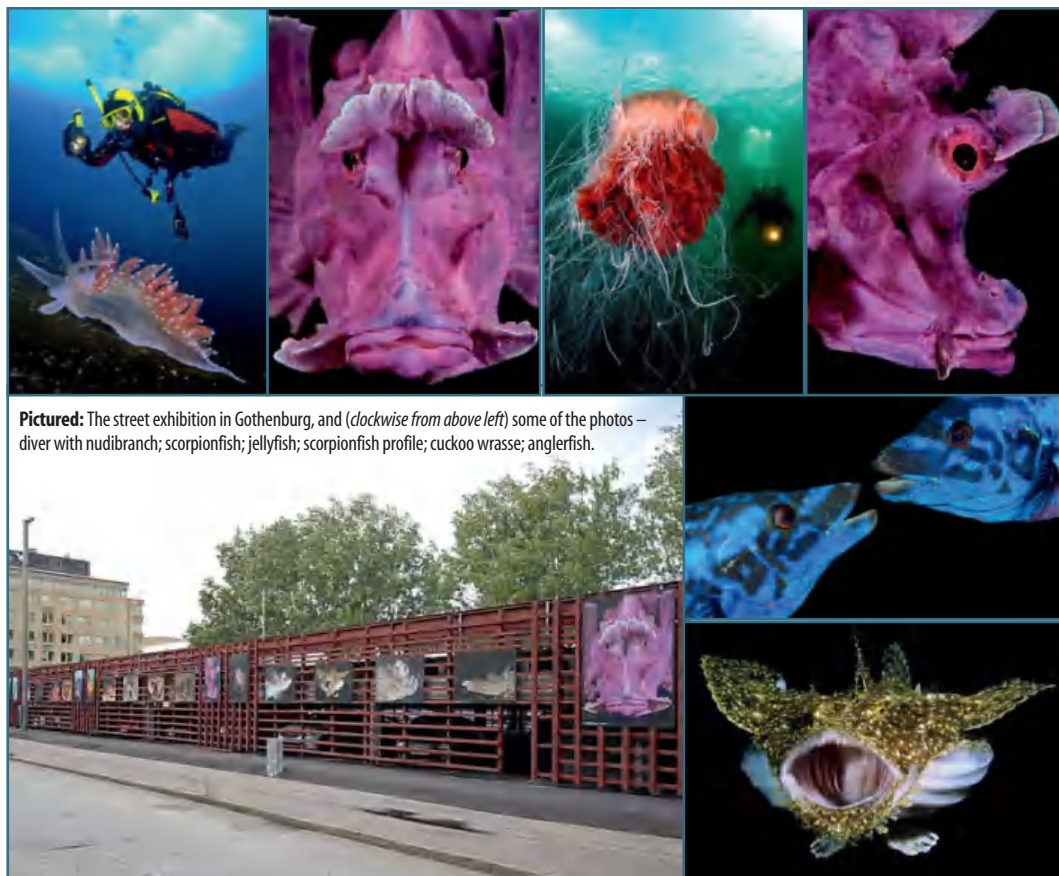 Pictured: The street exhibition in Gothenburg, and (clockwise from above left) some of the photos –
diver with nudibranch; scorpionfish; jellyfish; scorpionfish profile; cuckoo wrasse; anglerfish.